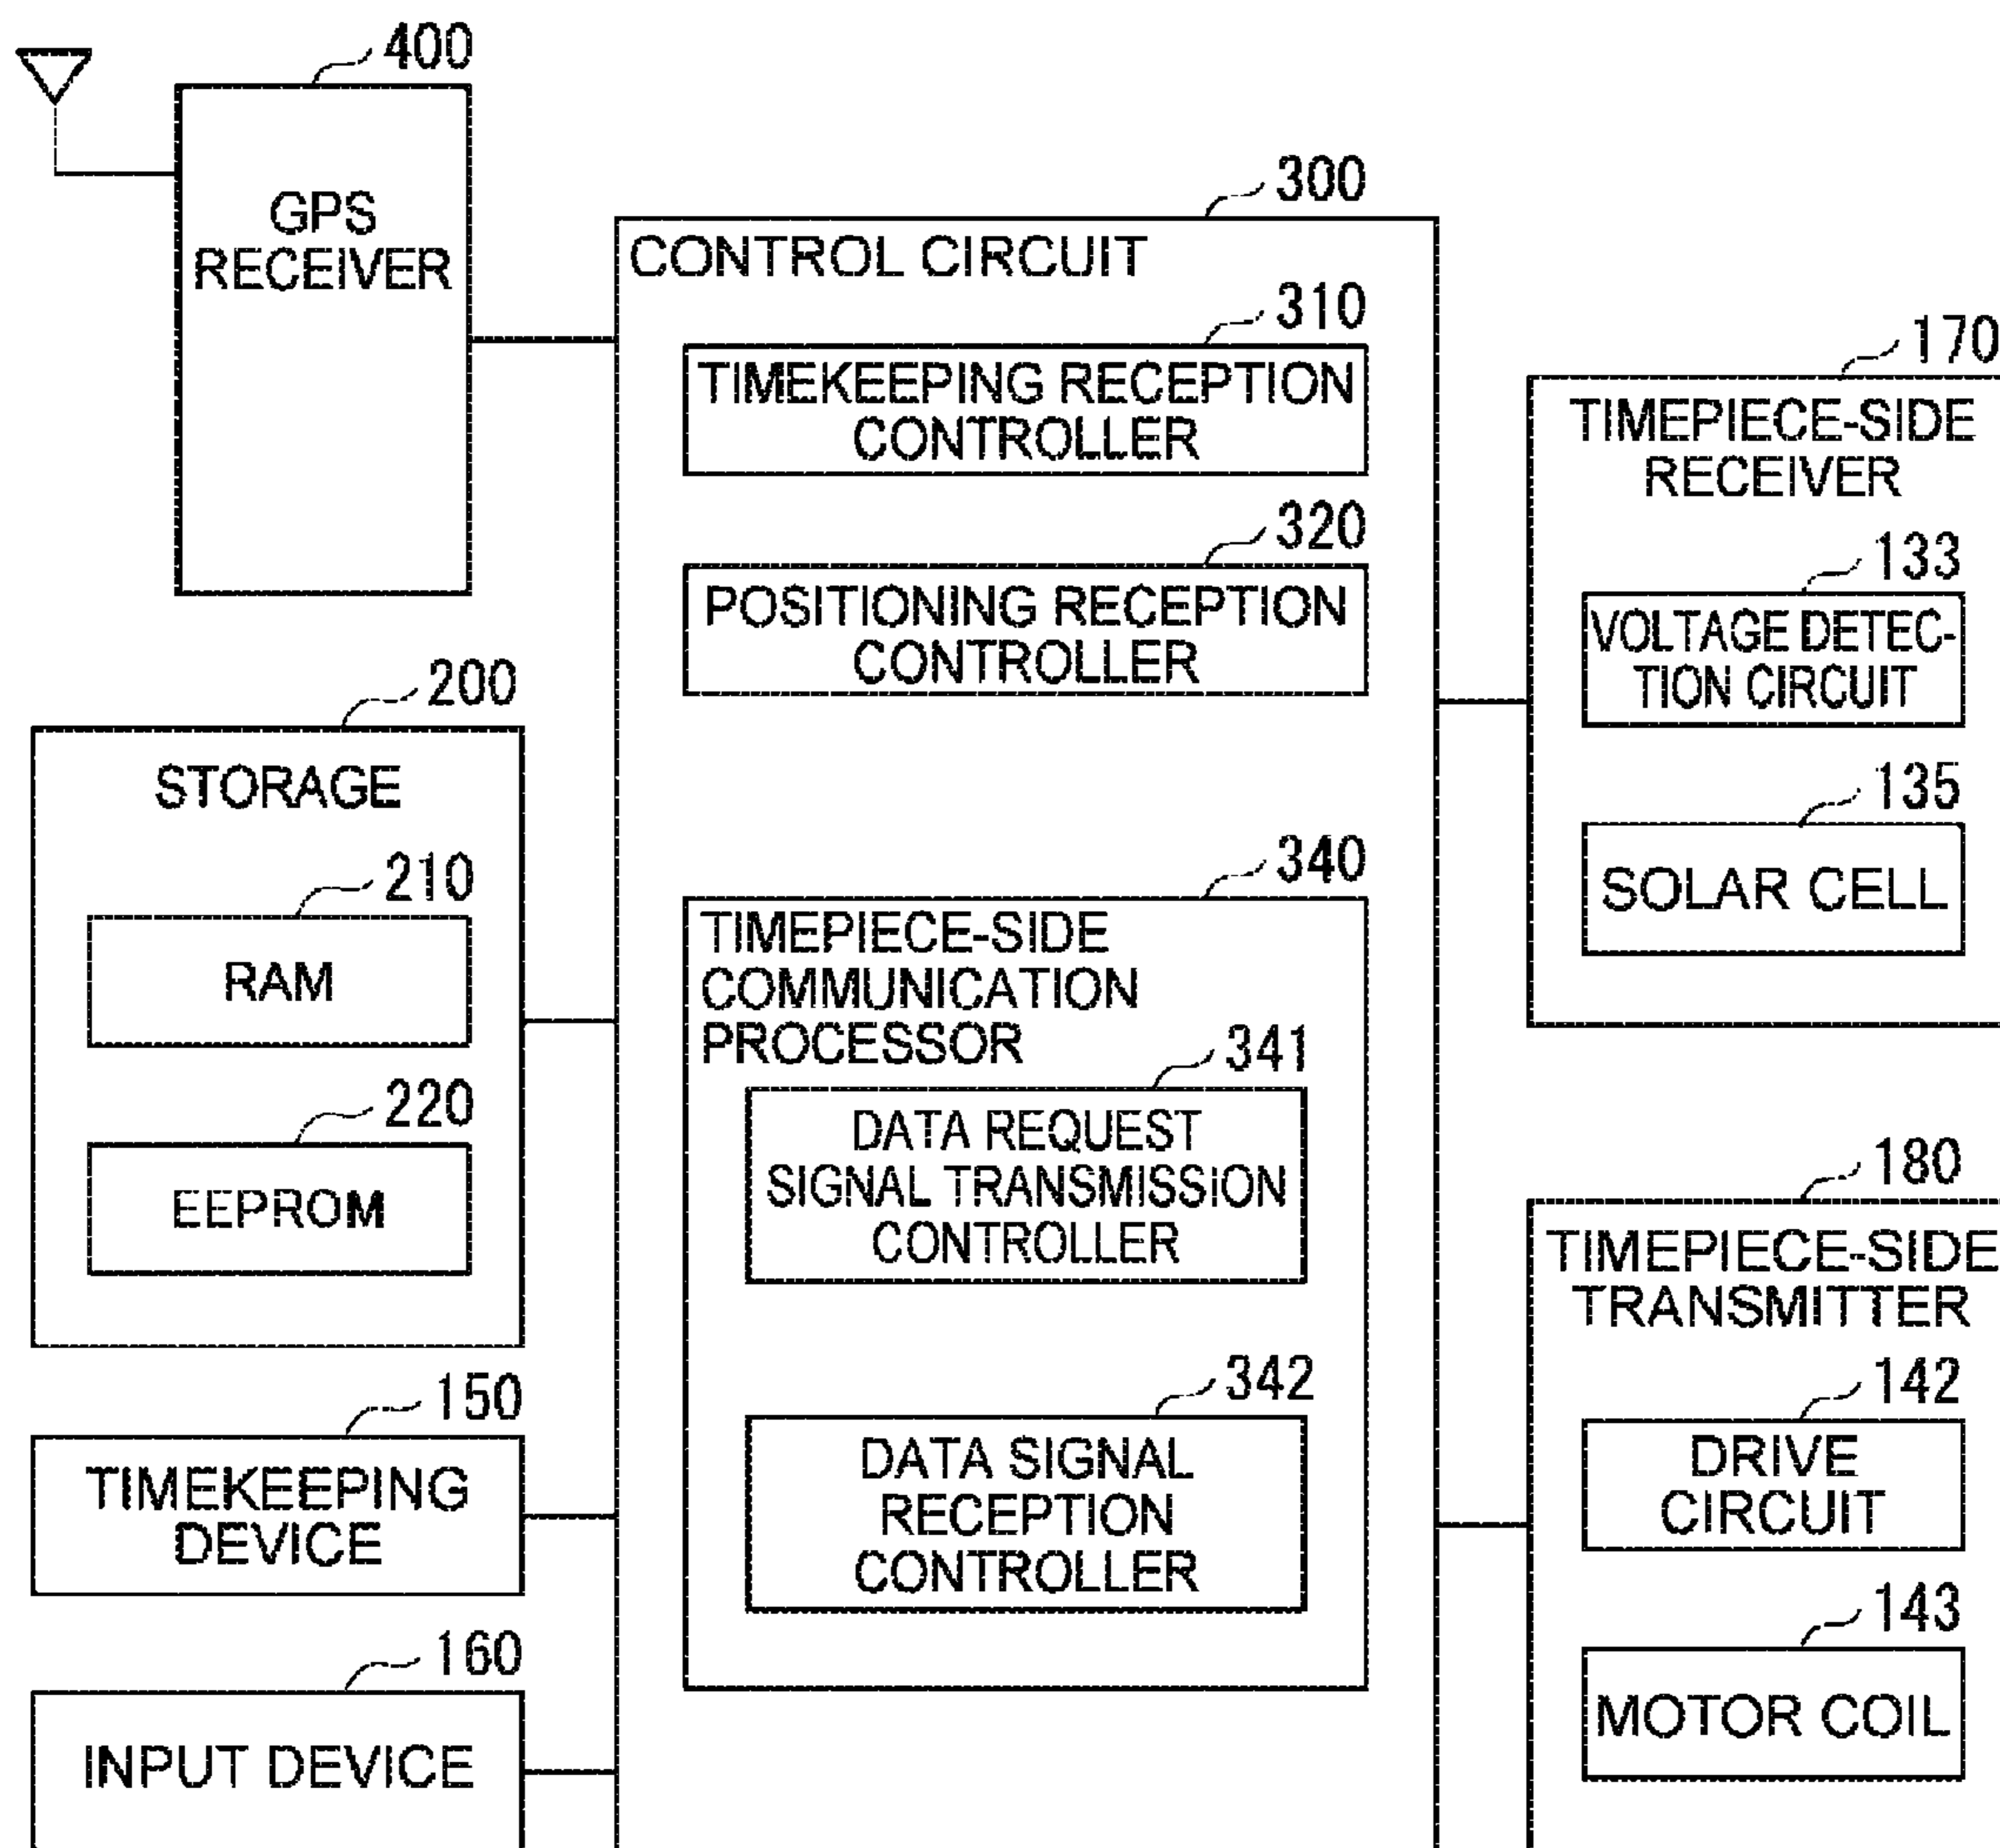 400
GPS
RECEIVER
300
CONTROL CIRCUIT
310
TIMEKEEPING RECEPTION
CONTROLLER
320
POSITIONING RECEPTION
CONTROLLER
340
TIMEPIECE-SIDE
COMMUNICATION
PROCESSOR
341
DATA REQUEST
SIGNAL TRANSMISSION
CONTROLLER
342
DATA SIGNAL
RECEPTION
CONTROLLER
200
STORAGE
210
RAM
220
EEPROM
150
TIMEKEEPING
DEVICE
160
INPUT DEVICE
170
TIMEPIECE-SIDE
RECEIVER
133
VOLTAGE DETEC-
TION CIRCUIT
135
SOLAR CELL
180
TIMEPIECE-SIDE
TRANSMITTER
142
DRIVE
CIRCUIT
143
MOTOR COIL